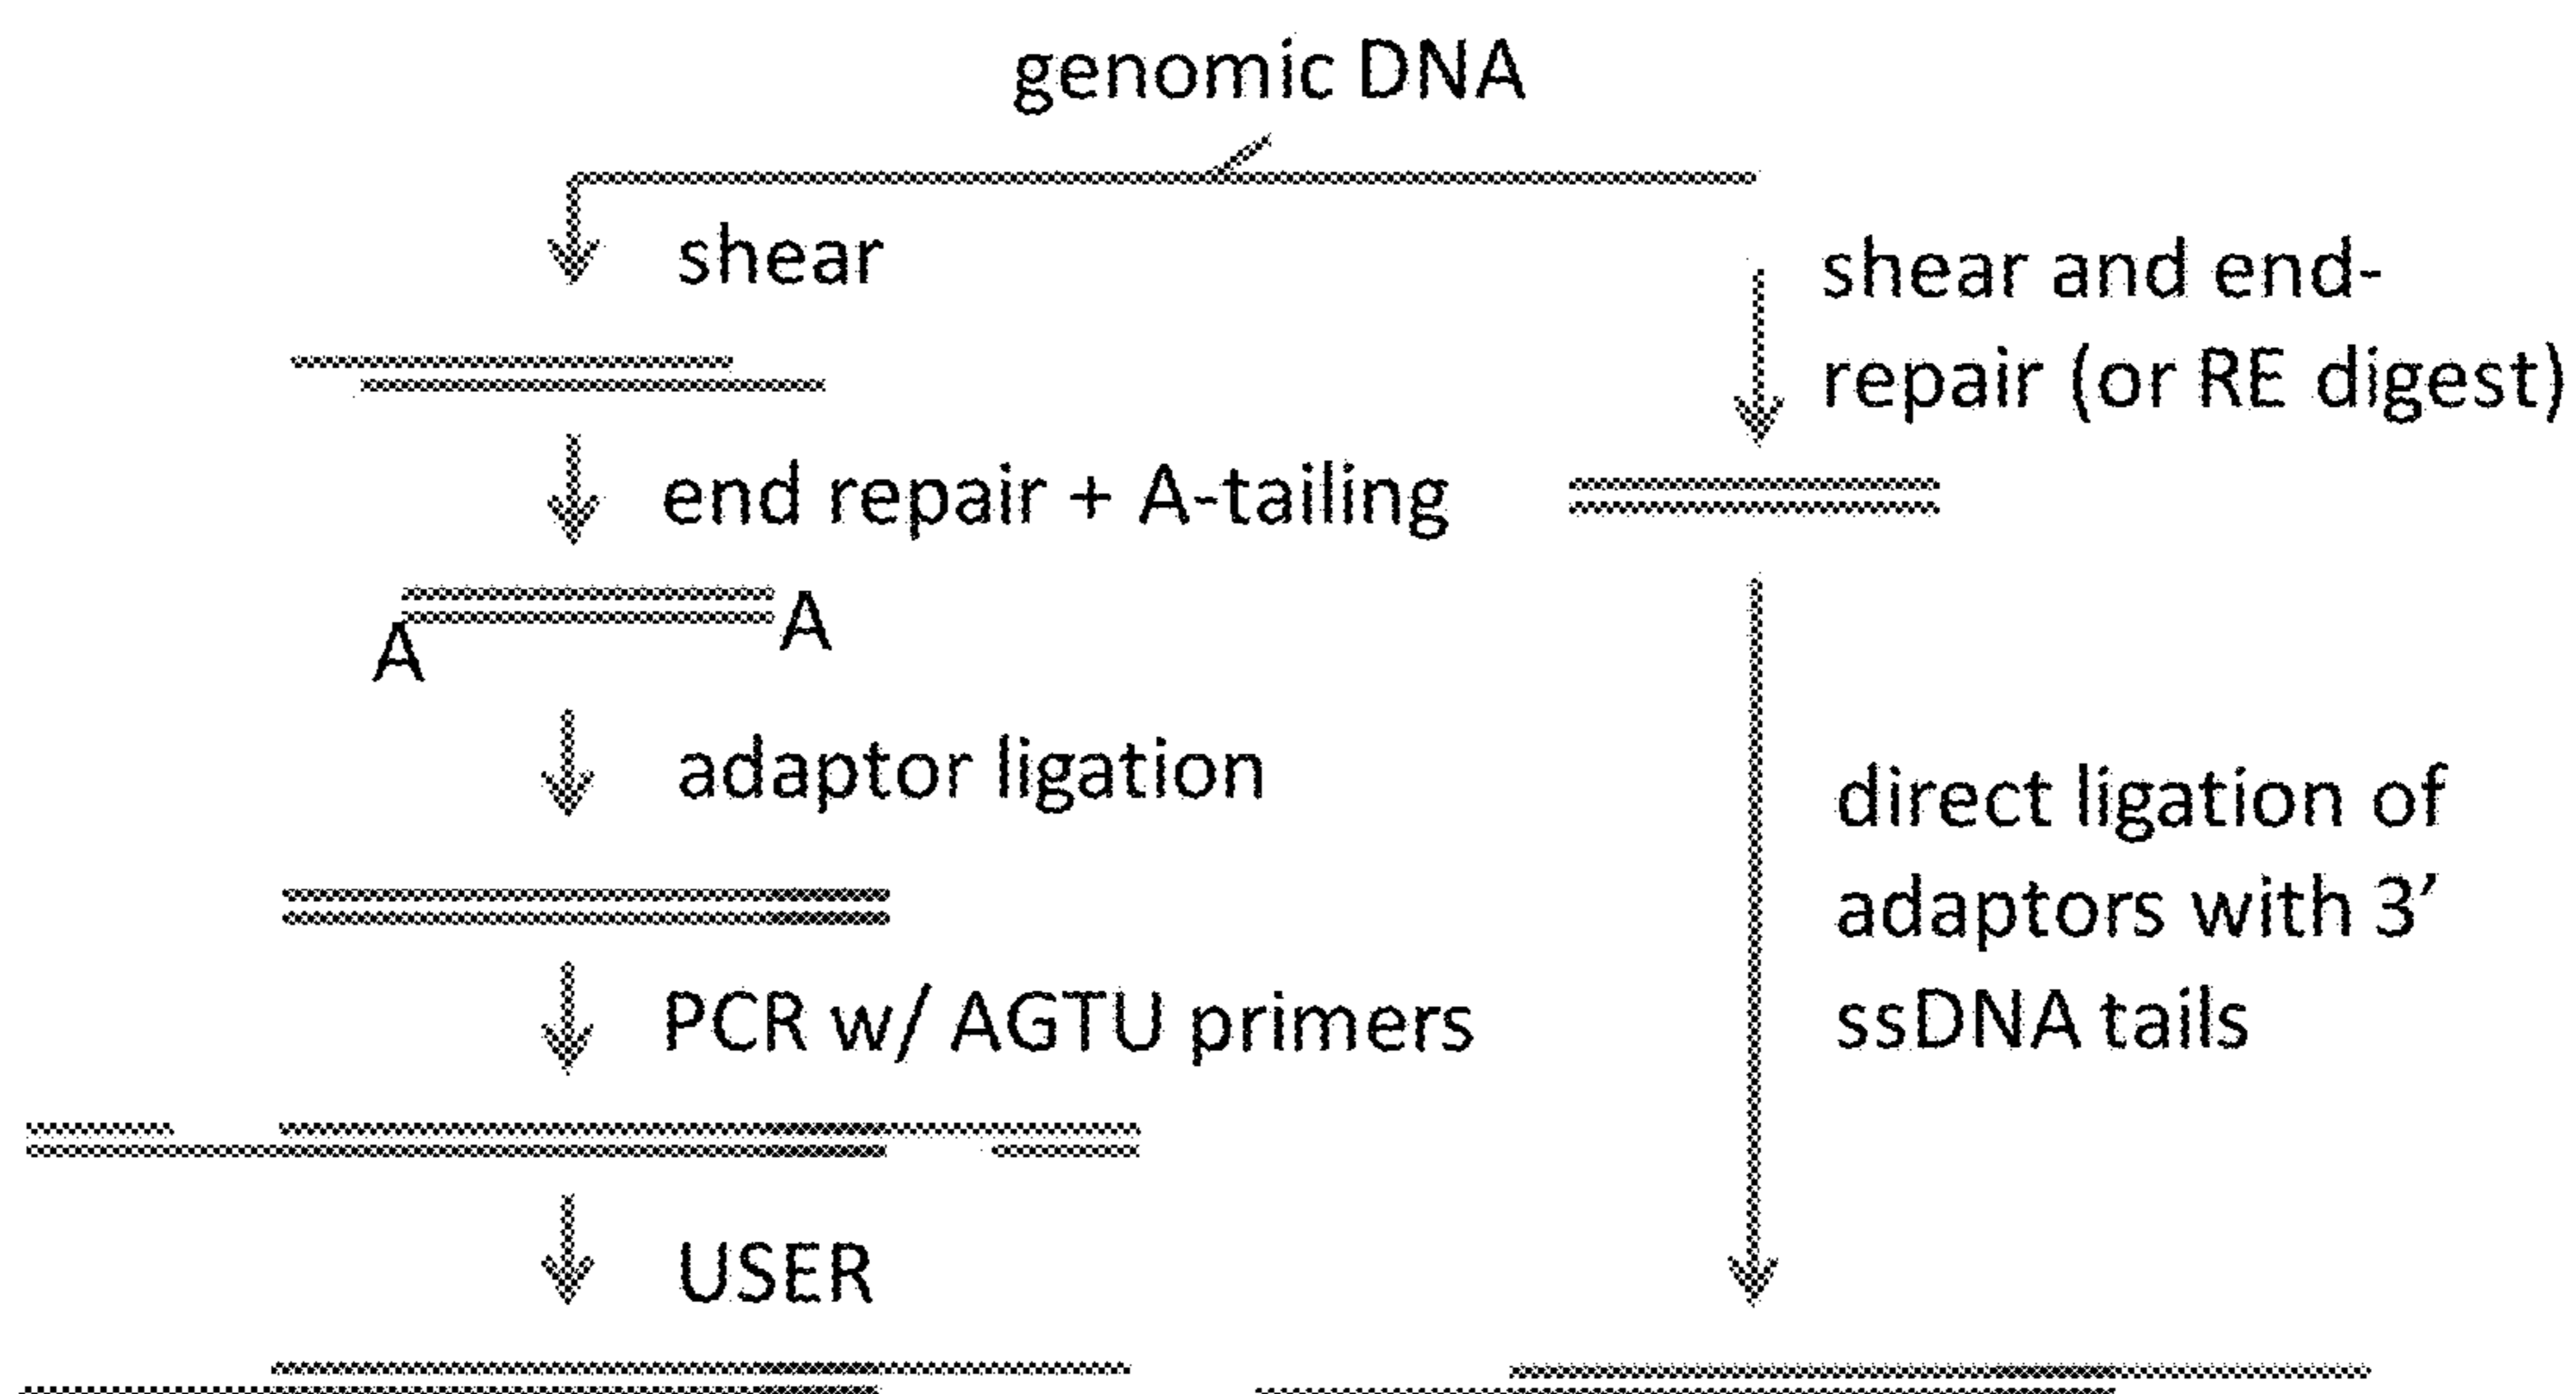 genomic DNA
shear
end repair + A-tailing
A
A
adaptor ligation
PCR w/ AGTU primers
USER
shear and end-
repair (or RE digest)
direct ligation of
adaptors with 3′
ssDNA tails